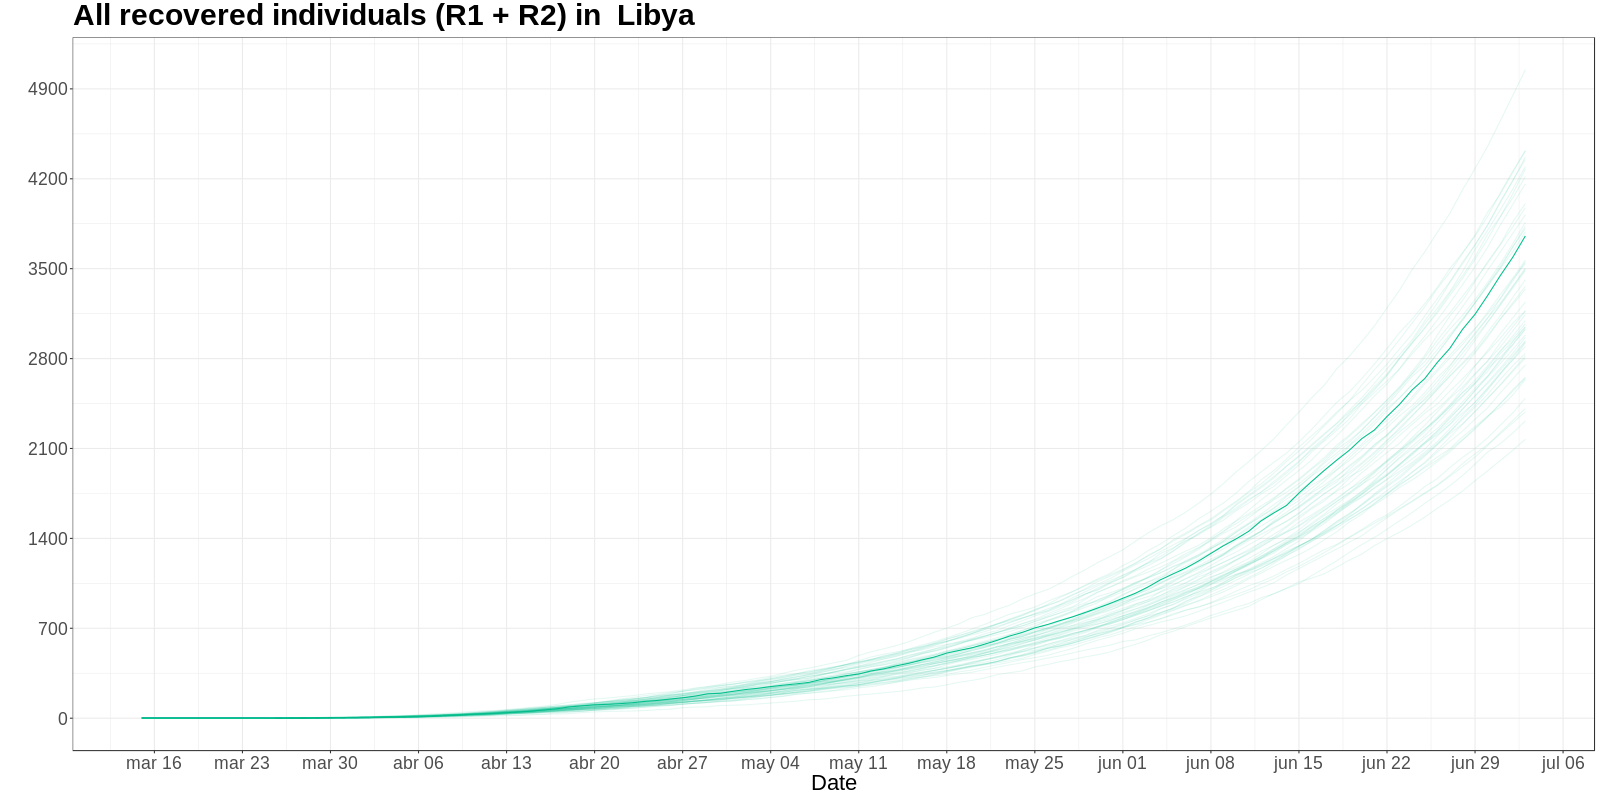 All recovered individuals (R1 + R2) in  Libya
4900
4200
3500
2800
2100
1400
700
0
mar 16 mar 23 mar 30 abr 06 abr 13 abr 20 abr 27 may 04 may 11 may 18 may 25 jun 01 jun 08 jun 15 jun 22 jun 29 jul 06
Date